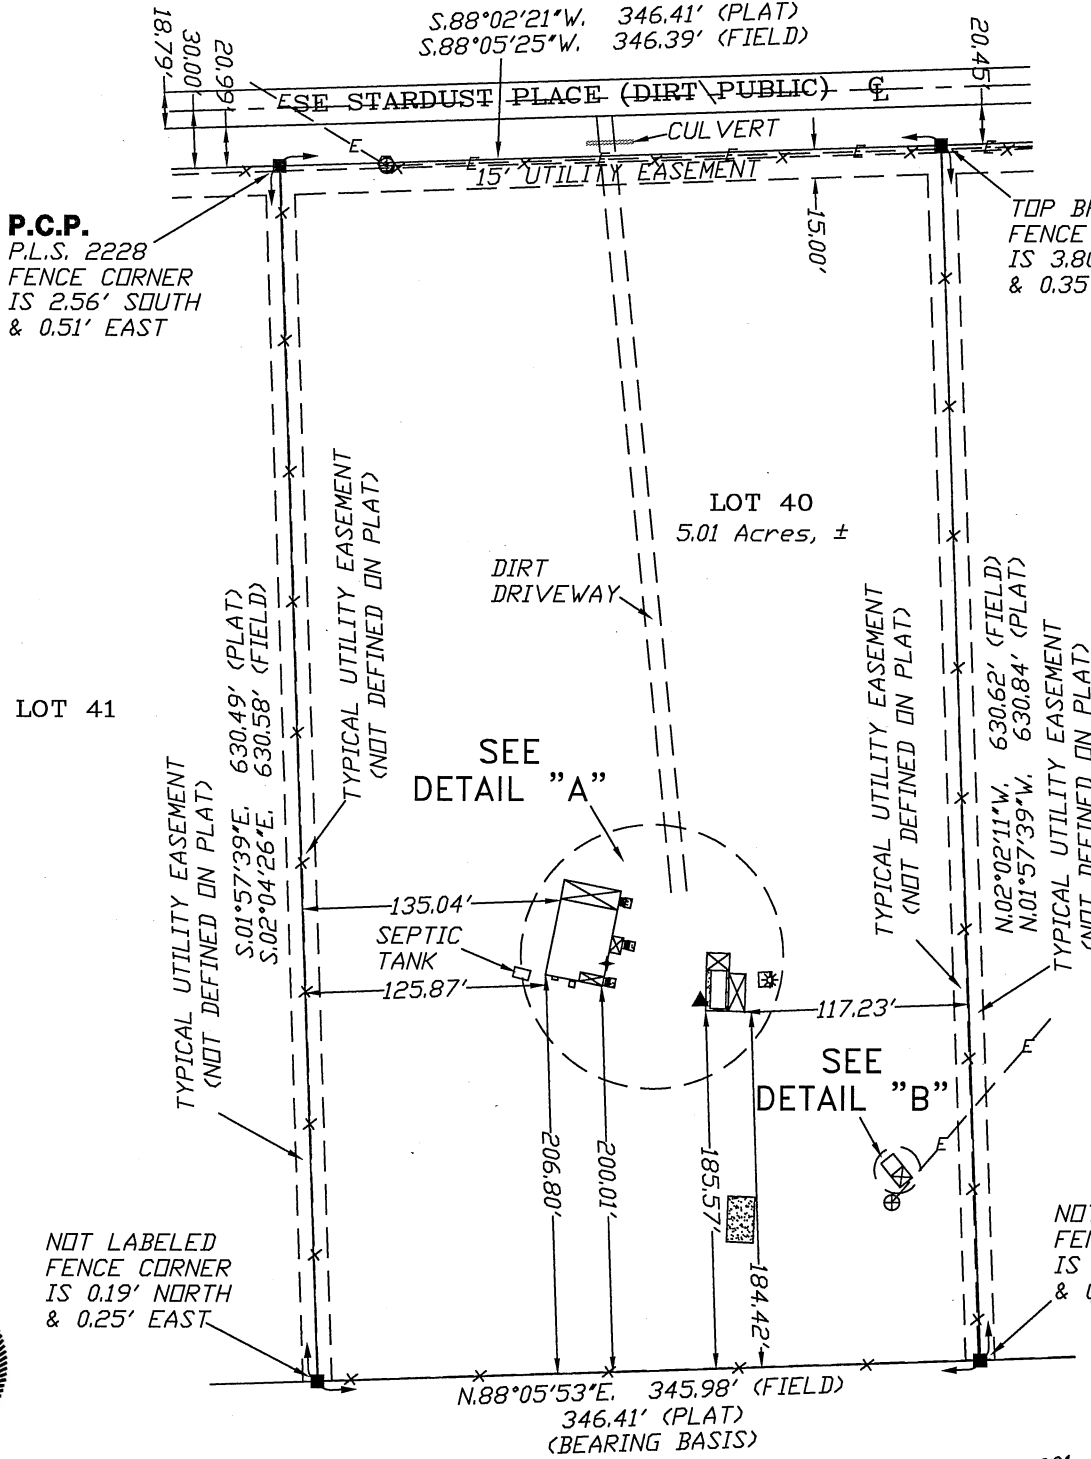 S.88°02'21"W. 346.41' (PLAT)
S.88°05'25"W. 346.39' (FIELD)
18.79'
30.00'
20.99'
20.45'
E
SE STARDUST PLACE (DIRT\PUBLIC) ℄
CULVERT
E
E
E
E
E
15' UTILITY EASEMENT
15.00'
P.C.P.
P.L.S. 2228
FENCE CORNER
IS 2.56' SOUTH
& 0.51' EAST
TOP
FENCE
IS
& 0.35
LOT 40
5.01 Acres, ±
DIRT
DRIVEWAY
LOT 41
S.01°57'39"E. 630.49' (PLAT)
S.02°04'26"E. 630.58' (FIELD)
TYPICAL UTILITY EASEMENT
(NOT DEFINED ON PLAT)
TYPICAL UTILITY EASEMENT
(NOT DEFINED ON PLAT)
TYPICAL UTILITY EASEMENT
(NOT DEFINED ON PLAT)
N.02°02'11"W. 630.62' (FIELD)
N.01°57'39"W. 630.84' (PLAT)
TYPICAL UTILITY EASEMENT
(NOT DEFINED ON PLAT)
SEE
DETAIL "A"
135.04'
SEPTIC
TANK
125.87'
117.23'
SEE
DETAIL "B"
E
E
206.80'
200.01'
185.57'
184.42'
NOT LABELED
FENCE CORNER
IS 0.19' NORTH
& 0.25' EAST
IS
&
N.88°05'53"E. 345.98' (FIELD)
346.41' (PLAT)
(BEARING BASIS)